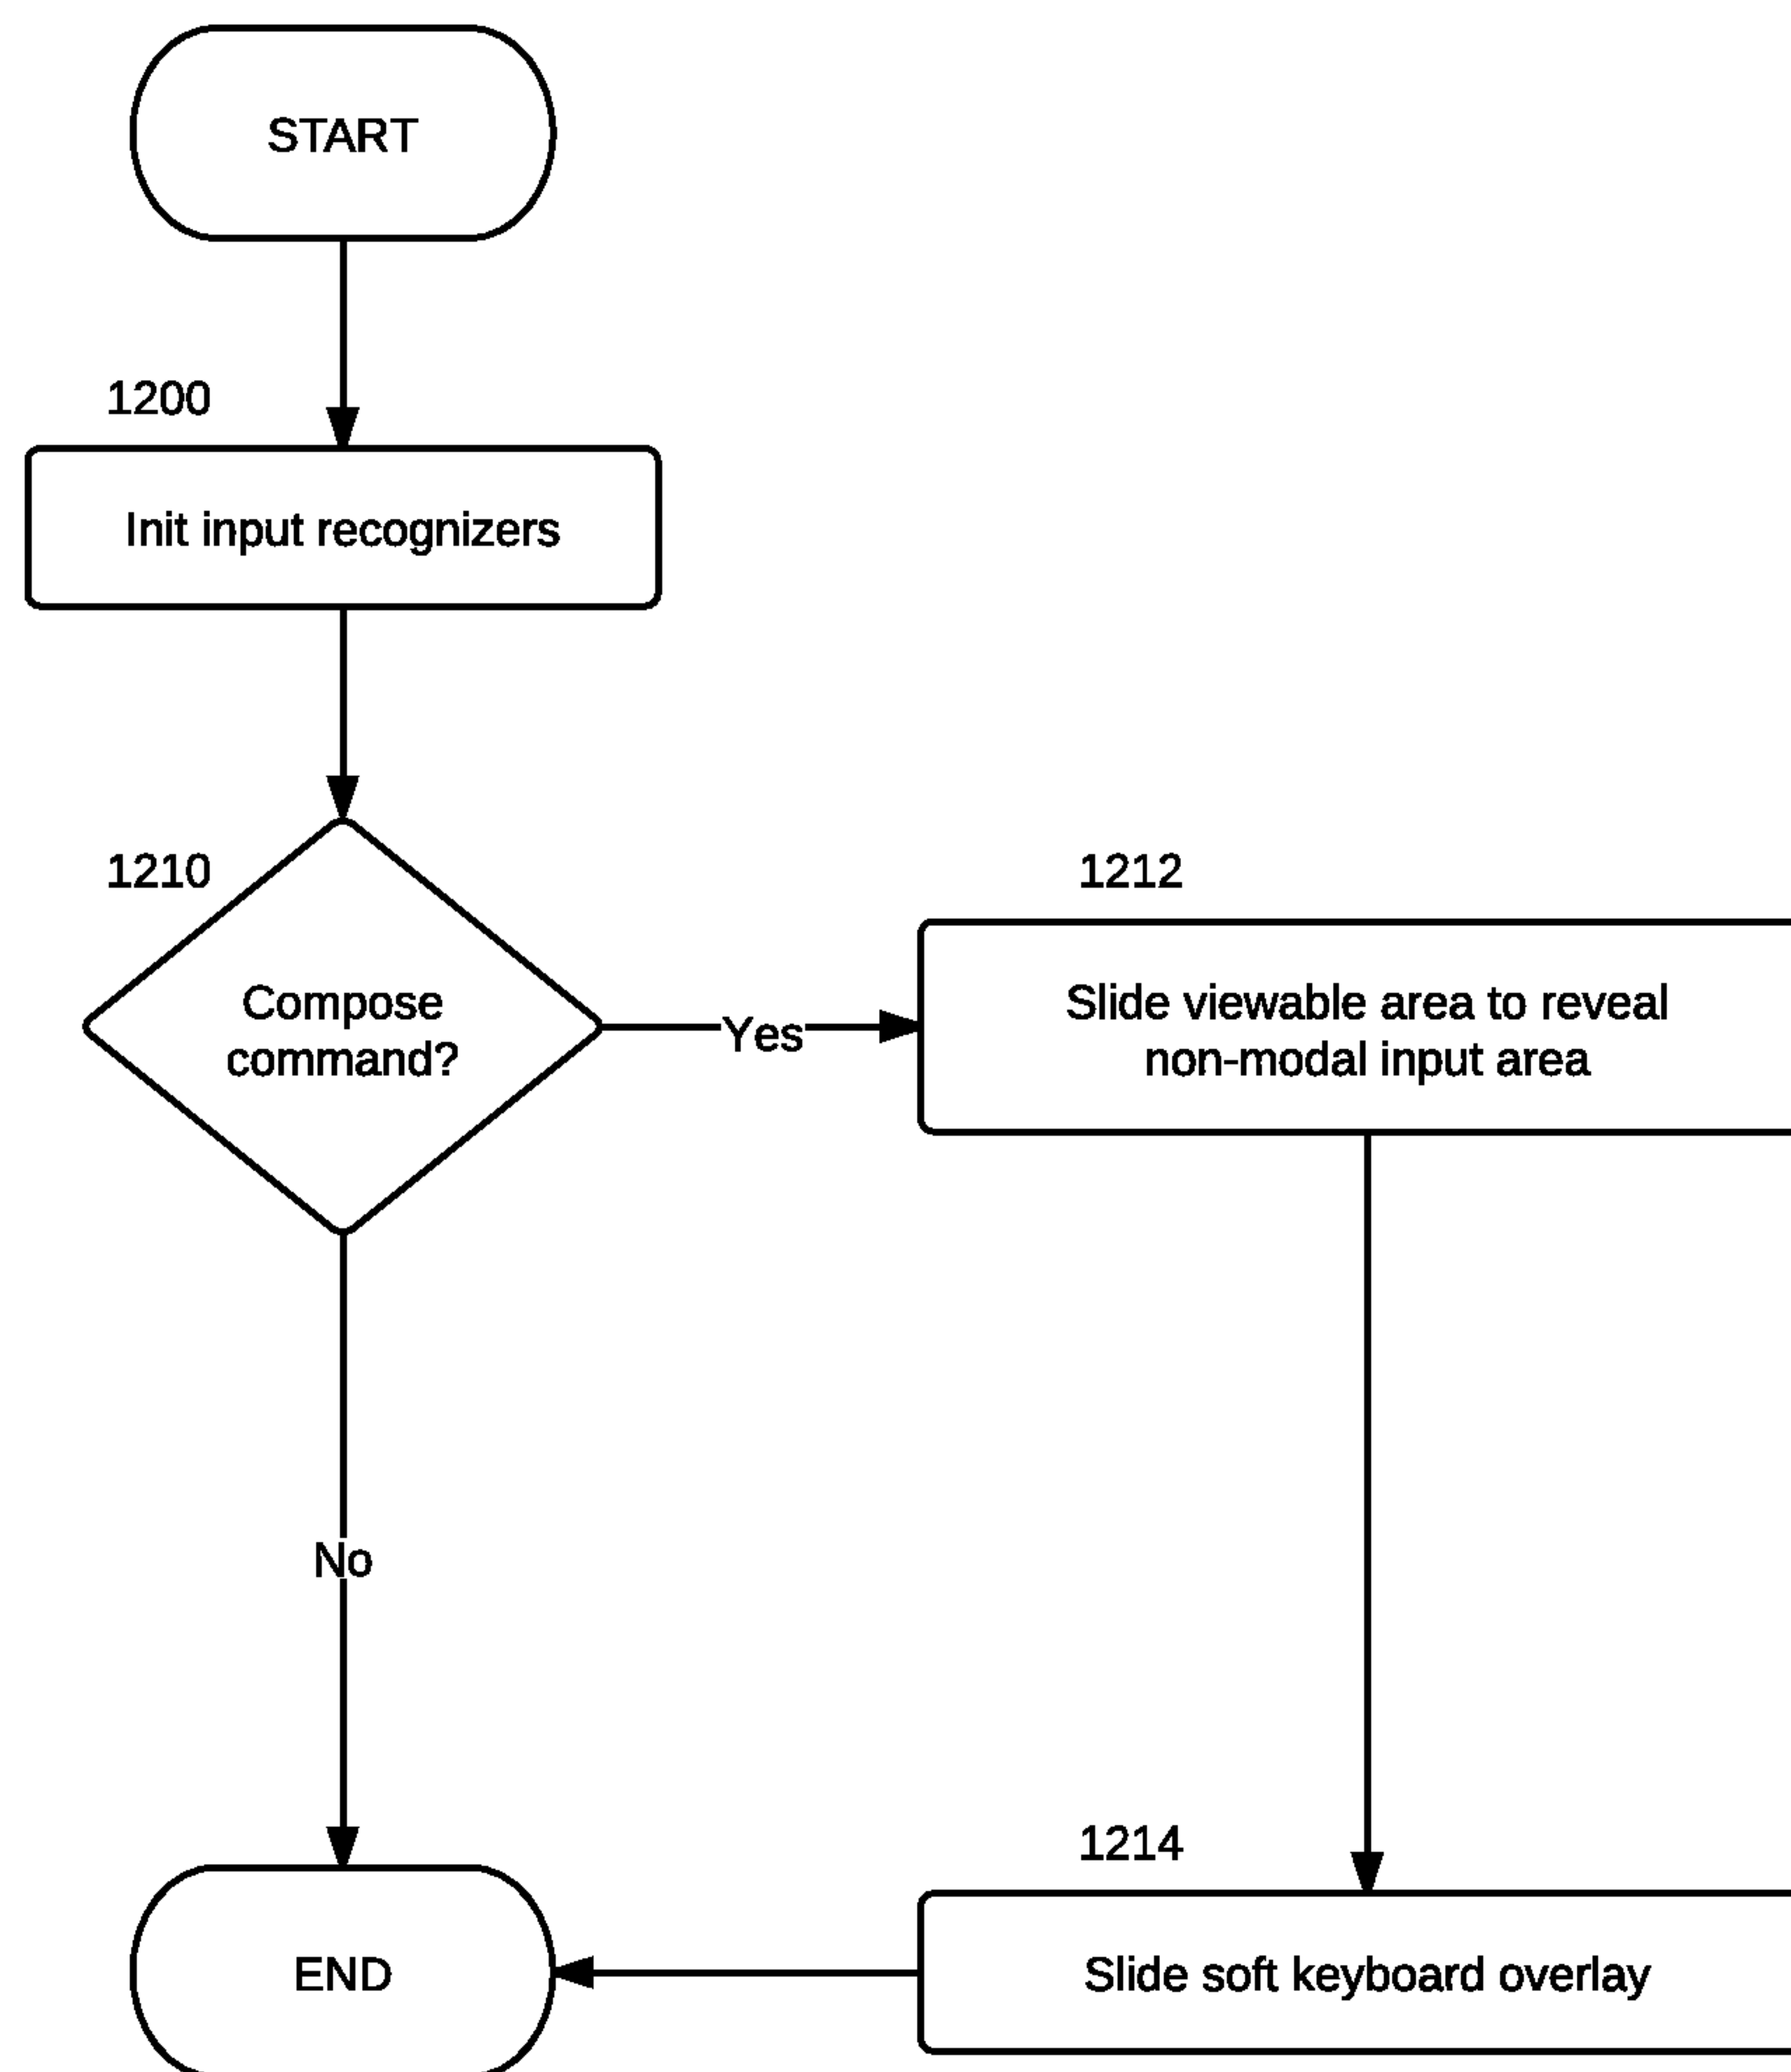 START
1200
Init input recognizers
1210
Compose
command?
Yes
1212
Slide viewable area to reveal
non-modal input area
No
1214
Slide soft keyboard overlay
END